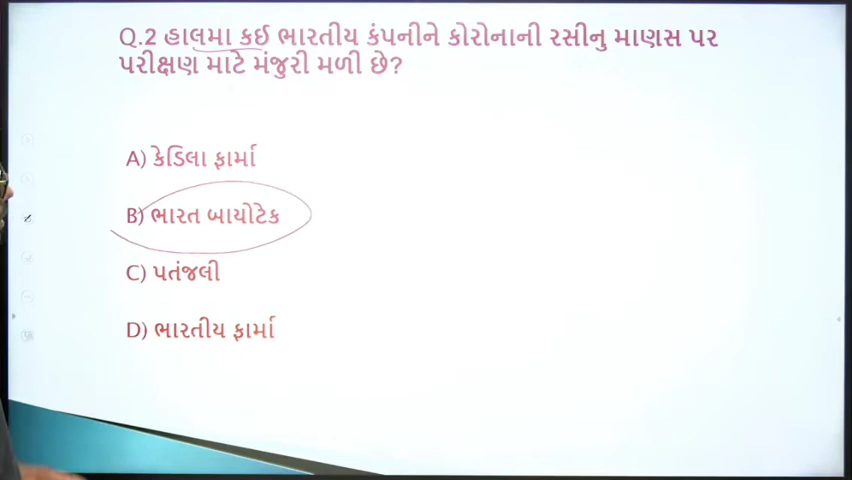 Q.2 હાલમા કઈ ભારતીય કંપનીને કોરોનાની રસીનુ માણસ પર
પરીક્ષણ માટે મંજુરી મળી છે?
A) કેડિલા ફાર્મા
B) ભારત બાયોટેક
C) પતંજલી
D) ભારતીય ફાર્મા